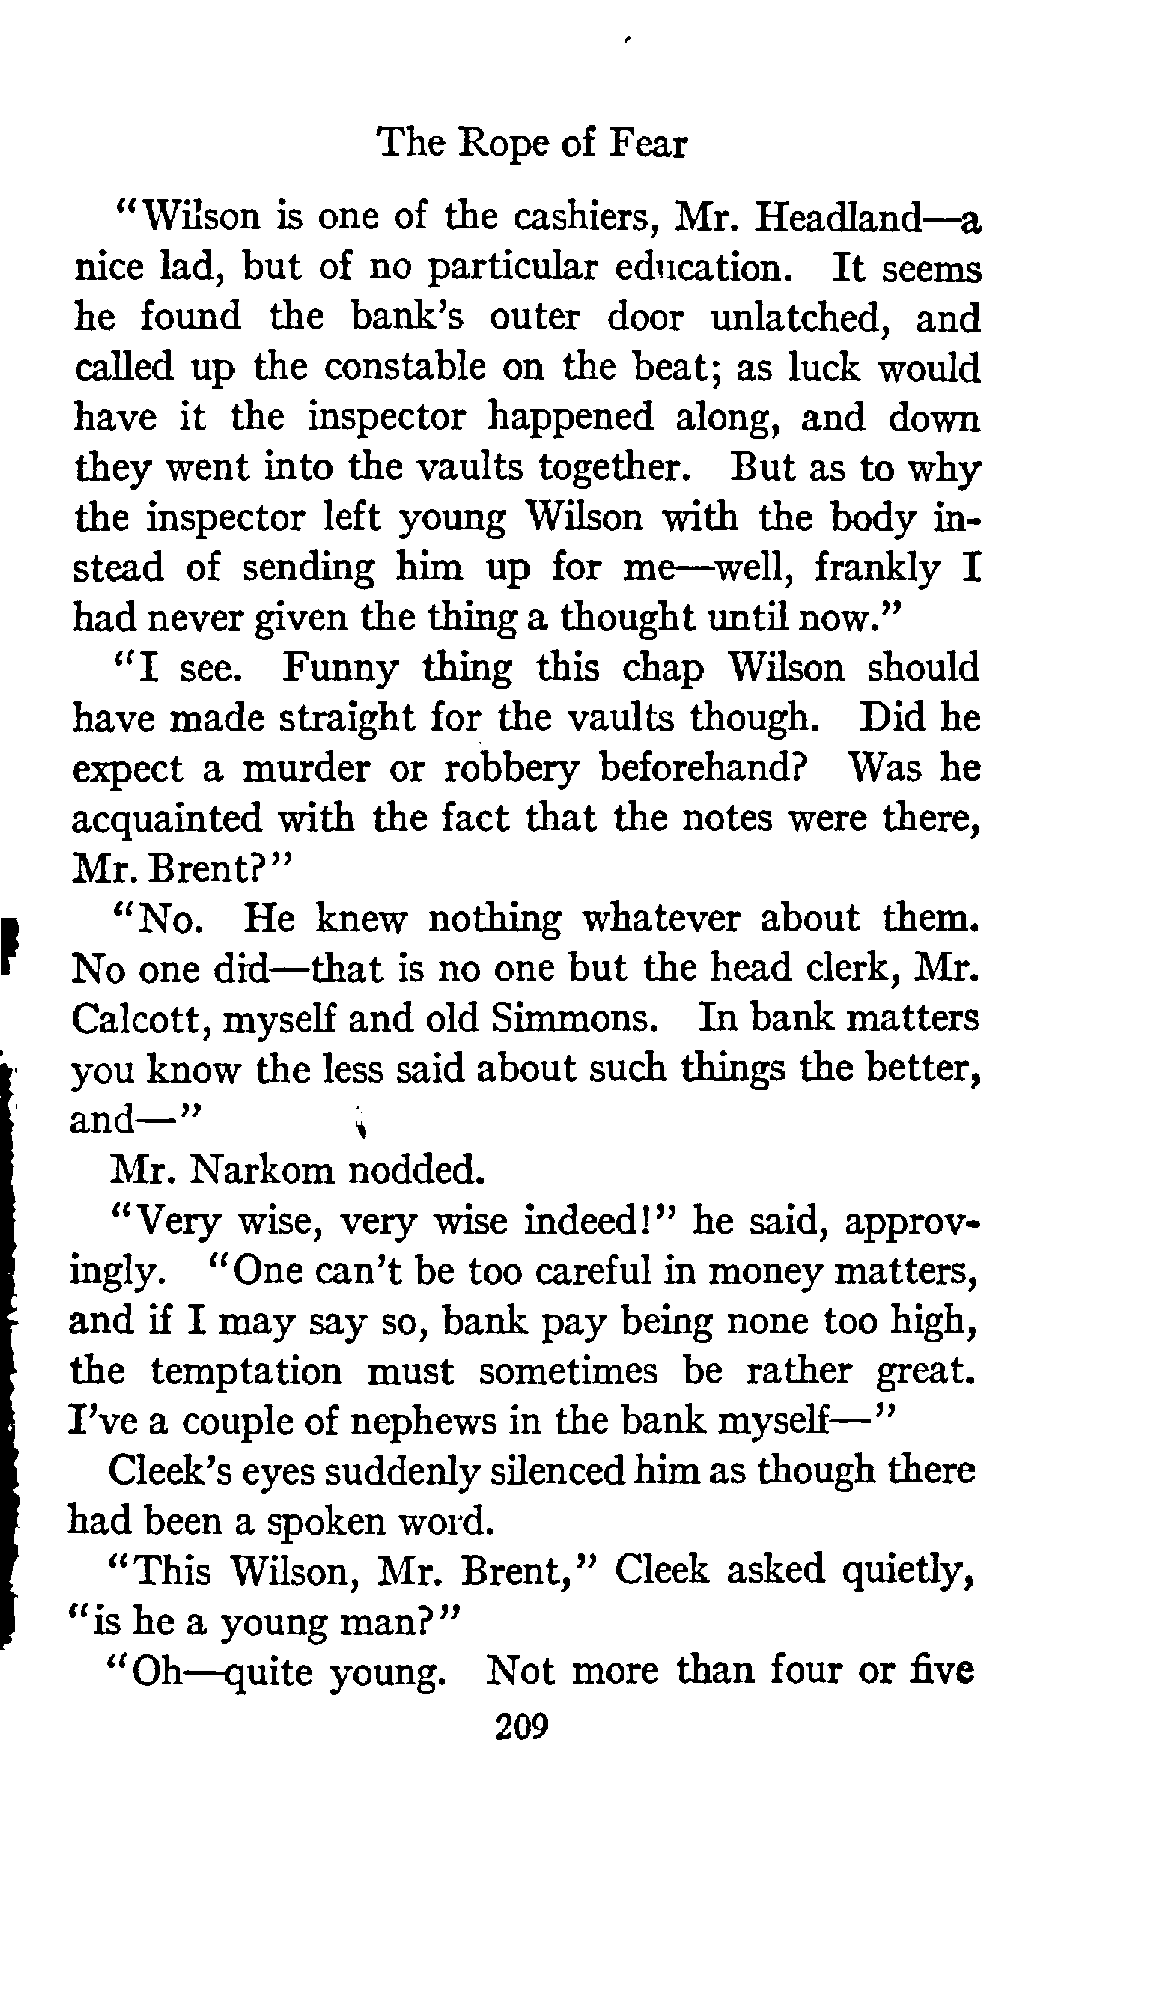 The Rope of Fear
"Wilson is one of the cashiers, Mr. Headland—a
nice lad, but of no particular education. It seems
he found the bank's outer door unlatched, and
called up the constable on the beat; as luck would
have it the inspector happened along, and down
they went into the vaults together. But as to why
the inspector left young Wilson with the body in-
stead of sending him up for me—well, frankly I
had never given the thing a thought until now."
"I see. Funny thing this chap Wilson should
have made straight for the vaults though. Did he
expect a murder or robbery beforehand? Was he
acquainted with the fact that the notes were there,
Mr. Brent?"
"No. He knew nothing whatever about them.
No one did—that is no one but the head clerk, Mr.
Calcott, myself and old Simmons. In bank matters
you know the less said about such things the better,
and—"
Mr. Narkom nodded.
"Very wise, very wise indeed!" he said, approv-
ingly. "One can't be too careful in money matters,
and if I may say so, bank pay being none too high,
the temptation must sometimes be rather great.
I've a couple of nephews in the bank myself—"
Cleek's eyes suddenly silenced him as though there
had been a spoken word.
"This Wilson, Mr. Brent," Cleek asked quietly,
"is he a young man?"
"Oh—quite young. Not more than four or five
209